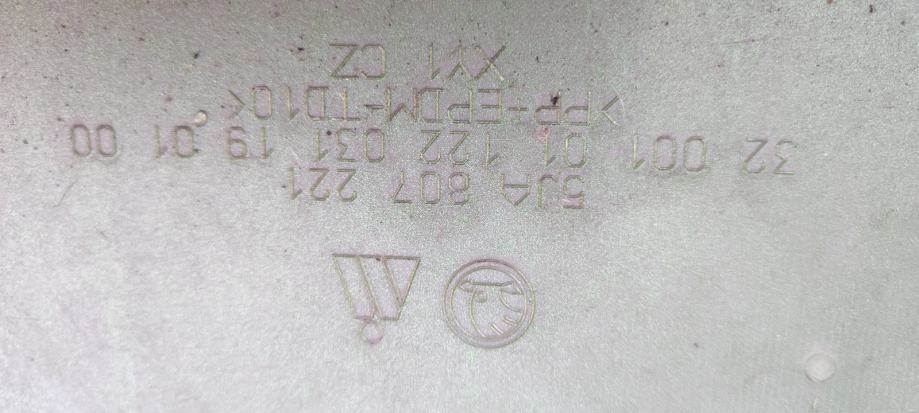 5JA 807 221
32 001 01 122 031 19 01 00
>PP+EPDM-TD10<
XY1 CZ